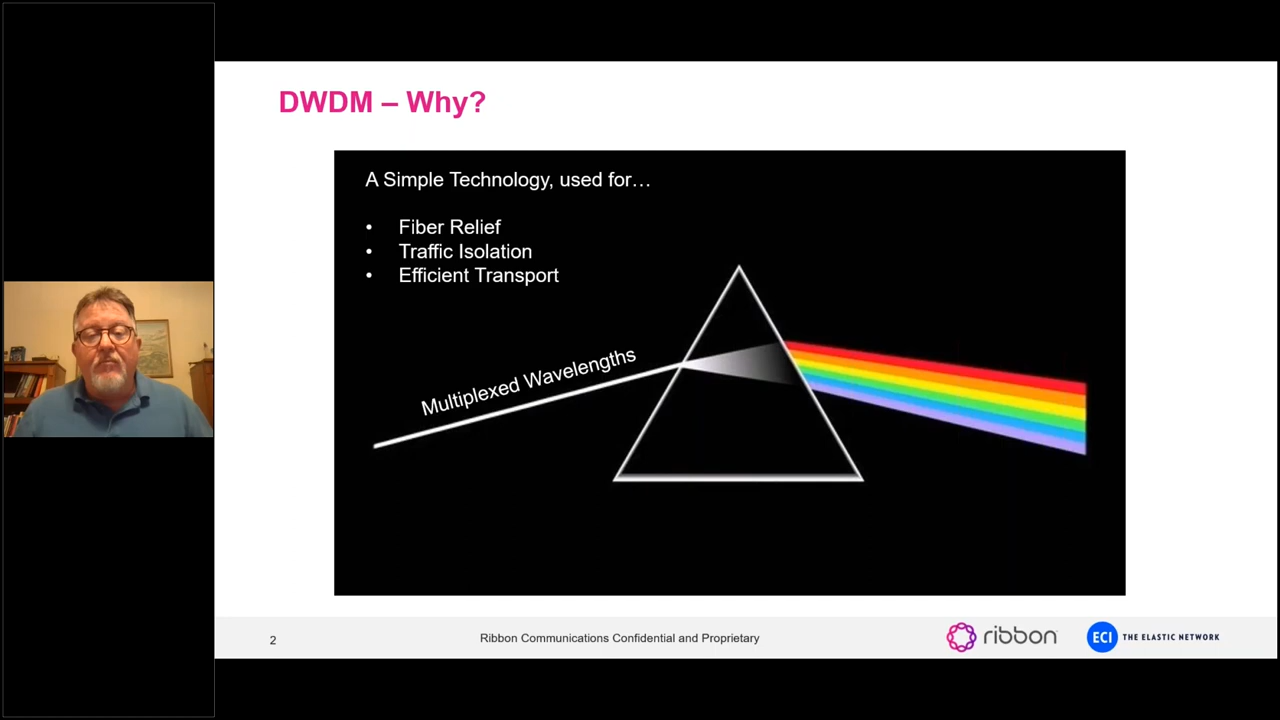 DWDM – Why?
A Simple Technology, used for…
• Fiber Relief
• Traffic Isolation
• Efficient Transport
Multiplexed Wavelengths
2
Ribbon Communications Confidential and Proprietary
ribbon
ECI THE ELASTIC NETWORK